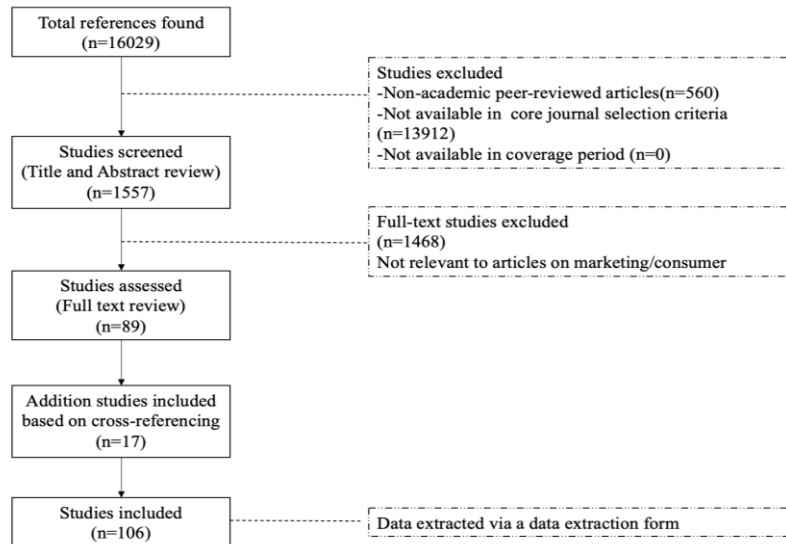 Total references found
(n=16029)
Studies excluded
-Non-academic peer-reviewed articles(n=560)
-Not available in core journal selection criteria
(n=13912)
-Not available in coverage period (n=0)
Studies screened
(Title and Abstract review)
(n=1557)
Full-text studies excluded
(n=1468)
Not relevant to articles on marketing/consumer
Studies assessed
(Full text review)
(n=89)
Addition studies included
based on cross-referencing
(n=17)
Studies included
(n=106)
Data extracted via a data extraction form